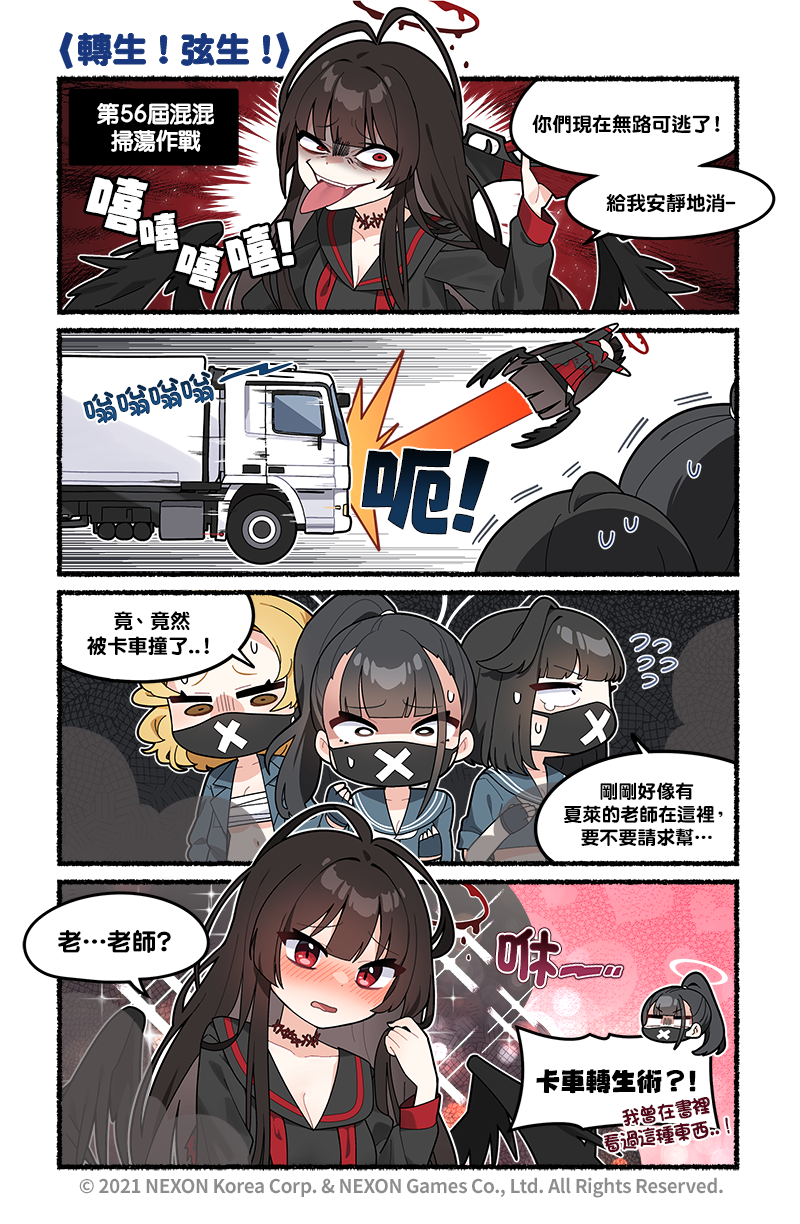 《轉生！弦生！》
第56屆混混
掃蕩作戰
你們現在無路可逃了！
給我安靜地消–
嘻嘻嘻嘻！
嗡嗡嗡嗡
呃！
竟、竟然
被卡車撞了..！
剛剛好像有
夏萊的老師在這裡，
要不要請求幫…
老…老師？
咻—··
卡車轉生術？！
我曾在書裡
看過這種東西..！
© 2021 NEXON Korea Corp. & NEXON Games Co., Ltd. All Rights Reserved.